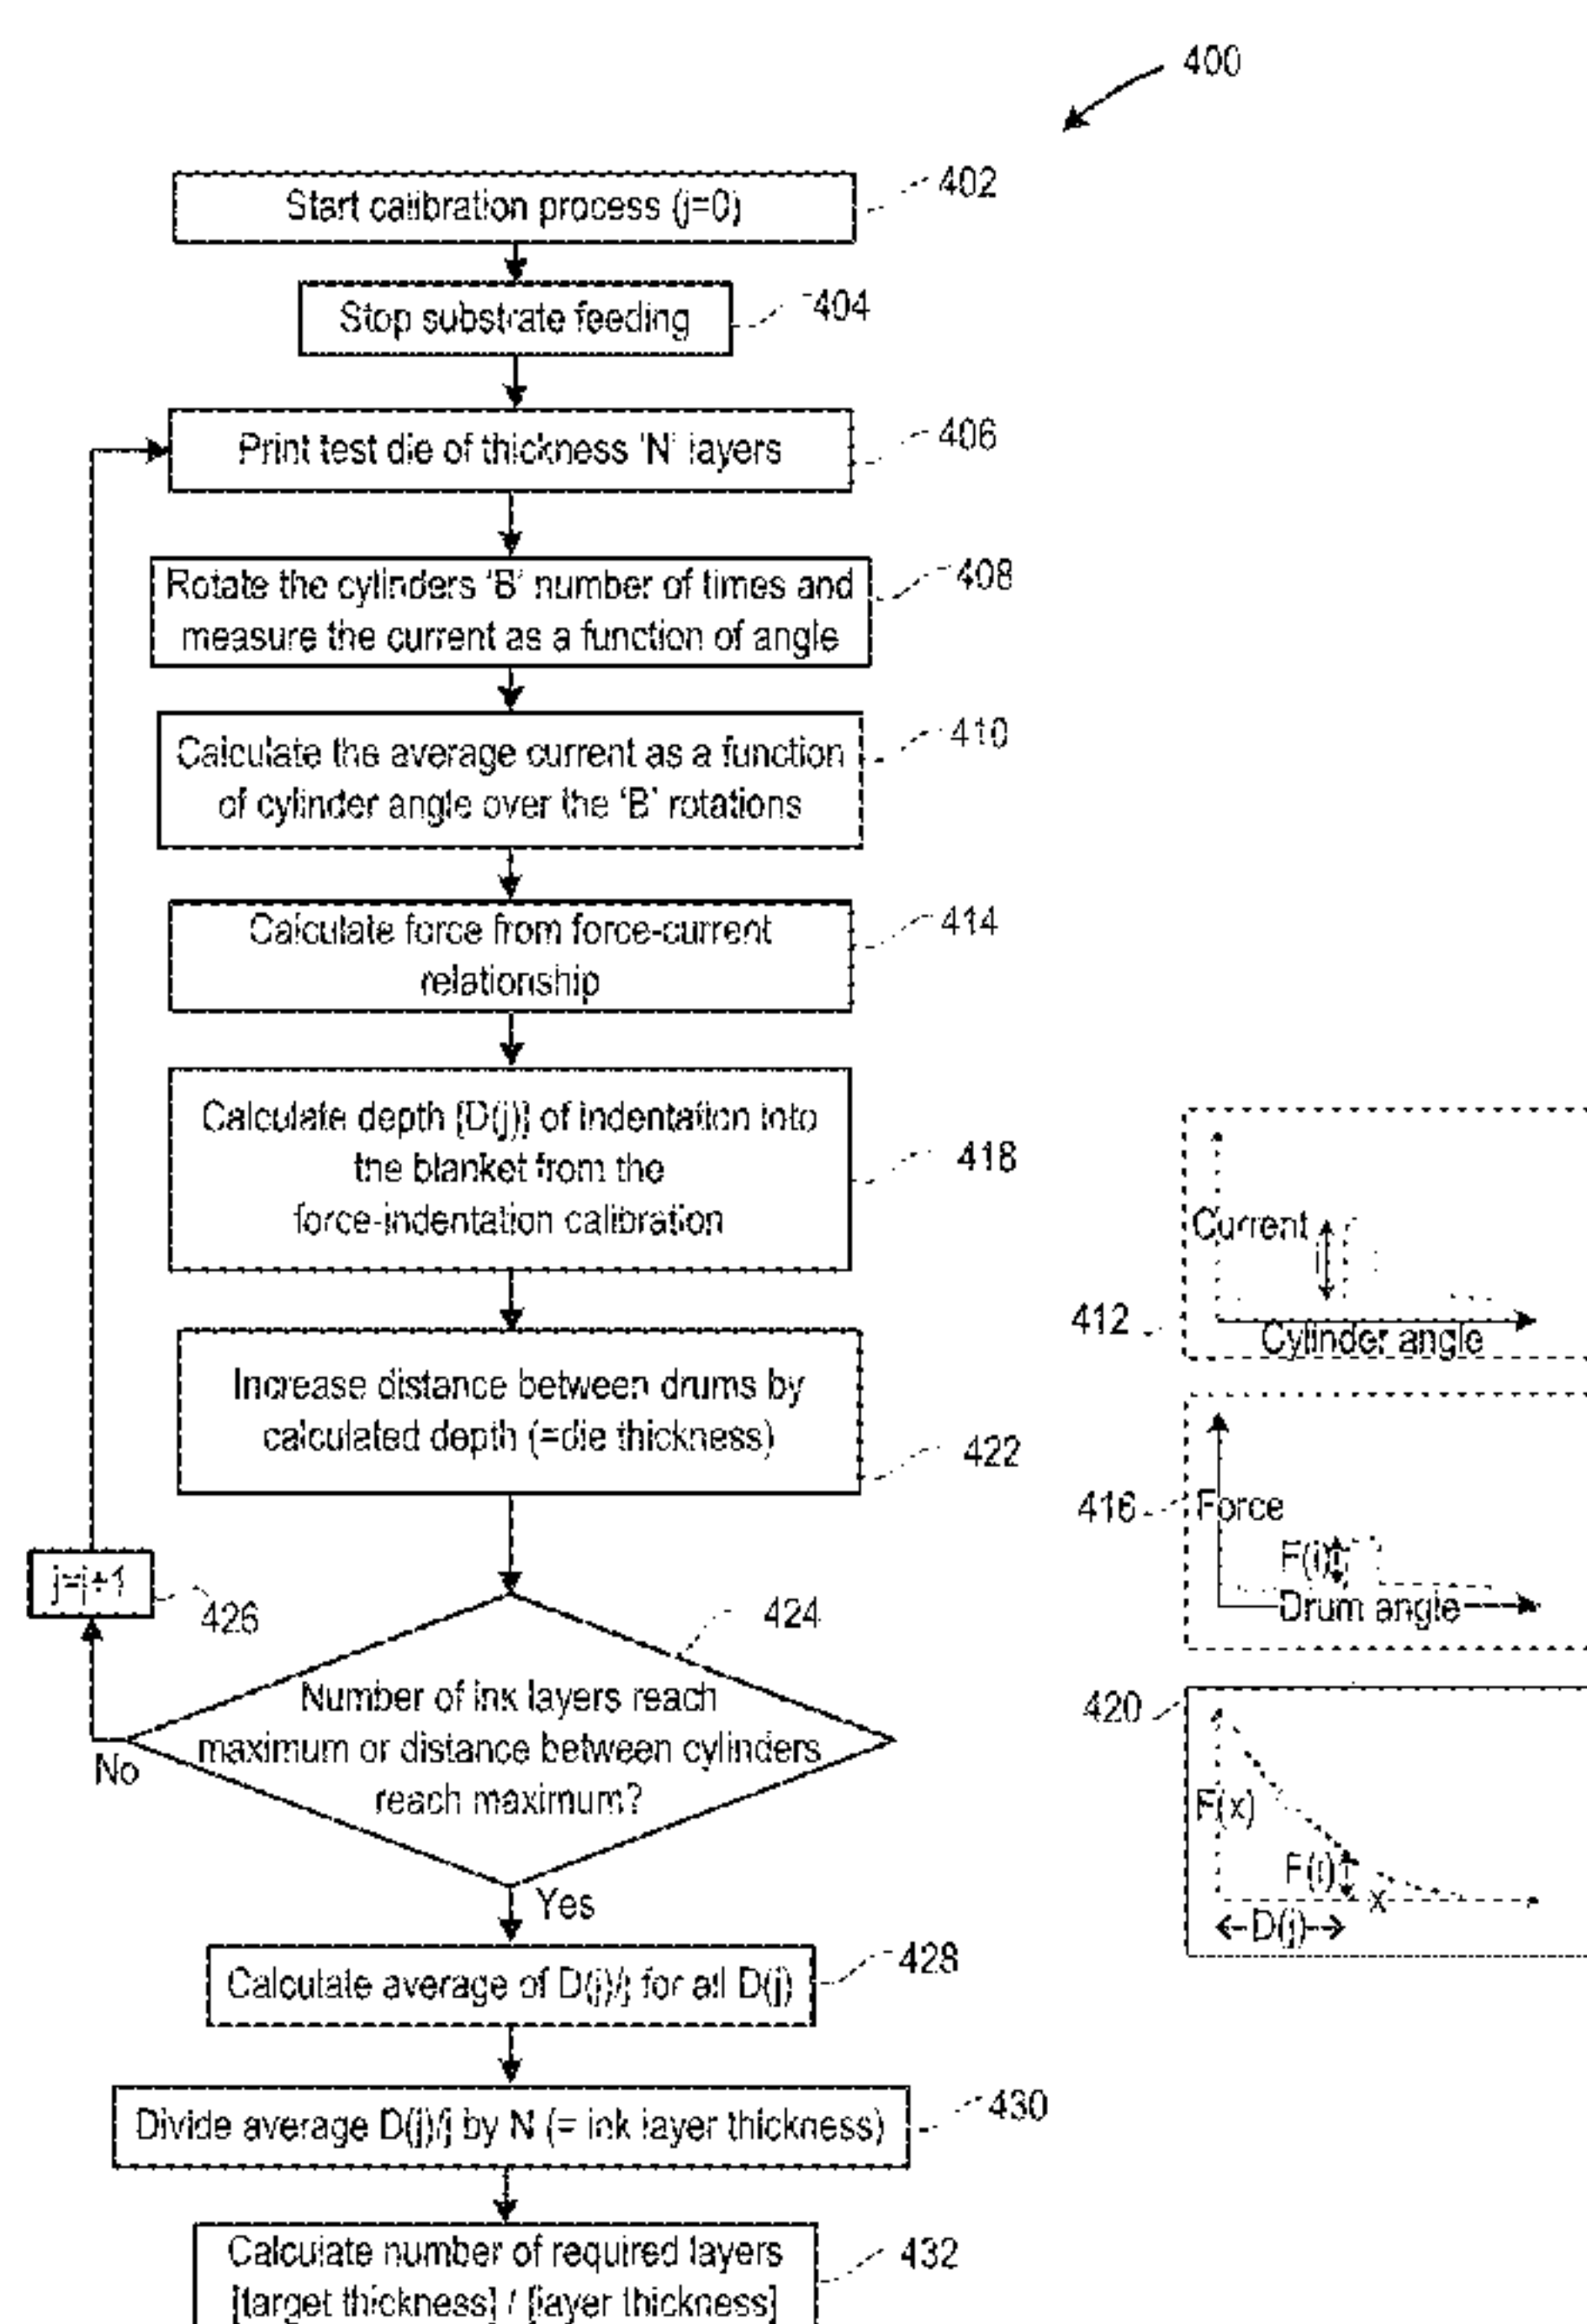 400
Start calibration process (j=0)
402
Stop substrate feeding
404
Print test die of thickness 'N' layers
406
Rotate the cylinders 'B' number of times and
measure the current as a function of angle
408
Calculate the average current as a function
of cylinder angle over the 'B' rotations
410
Calculate force from force-current
relationship
414
Calculate depth [D(j)] of indentation into
the blanket from the
force-indentation calibration
418
Increase distance between drums by
calculated depth (=die thickness)
422
j=j+1
426
424
Number of ink layers reach
maximum or distance between cylinders
reach maximum?
No
Yes
Calculate average of D(j)/j for all D(j)
428
Divide average D(j)/j by N (= ink layer thickness)
430
Calculate number of required layers
[target thickness] / [layer thickness]
432
Current
412
Cylinder angle
416
Force
F(i)
Drum angle
420
F(x)
F(i)
x
D(j)